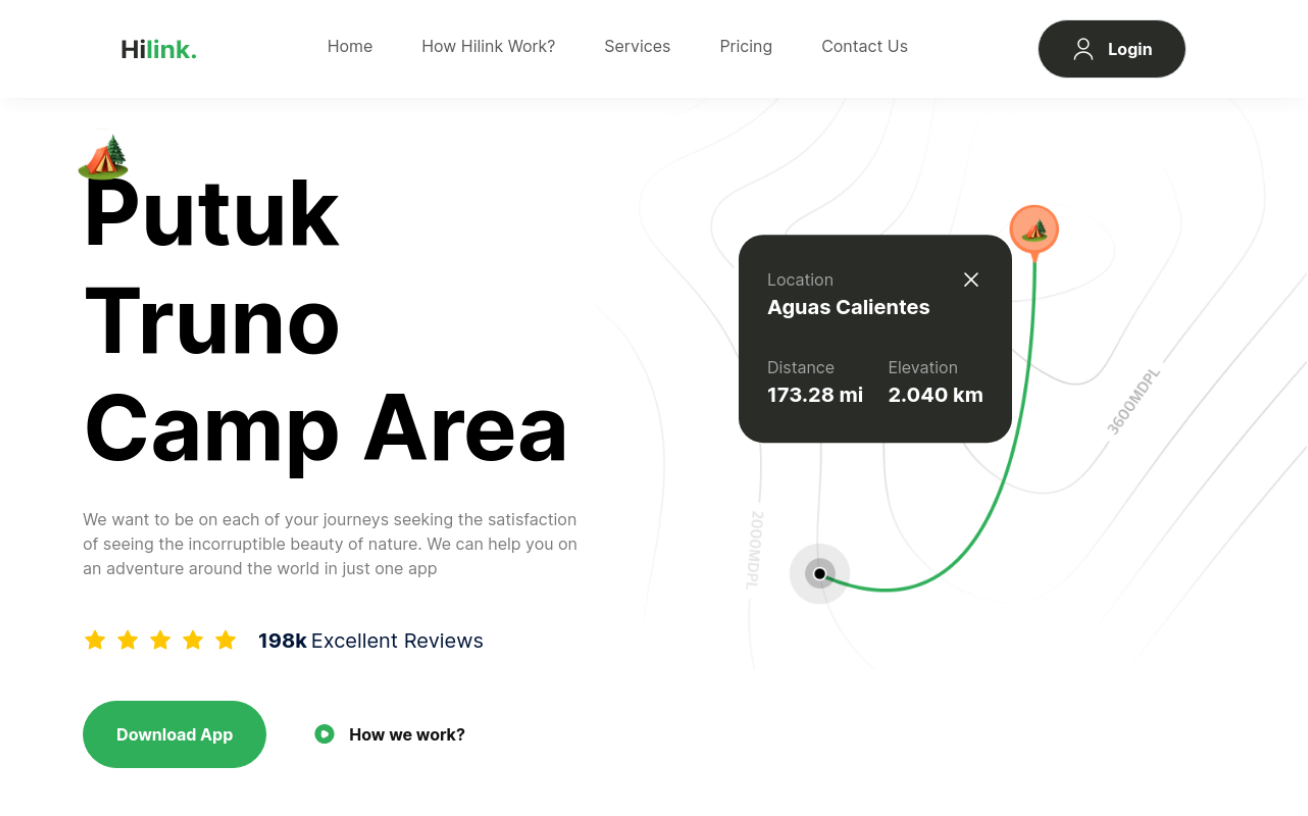 Hilink.
Home
How Hilink Work?
Services
Pricing
Contact Us
Login
Putuk
Truno
Camp Area
We want to be on each of your journeys seeking the satisfaction
of seeing the incorruptible beauty of nature. We can help you on
an adventure around the world in just one app
198k Excellent Reviews
Download App
How we work?
Location
Aguas Calientes
Distance
Elevation
173.28 mi
2.040 km
3600MDPL
2000MDPL